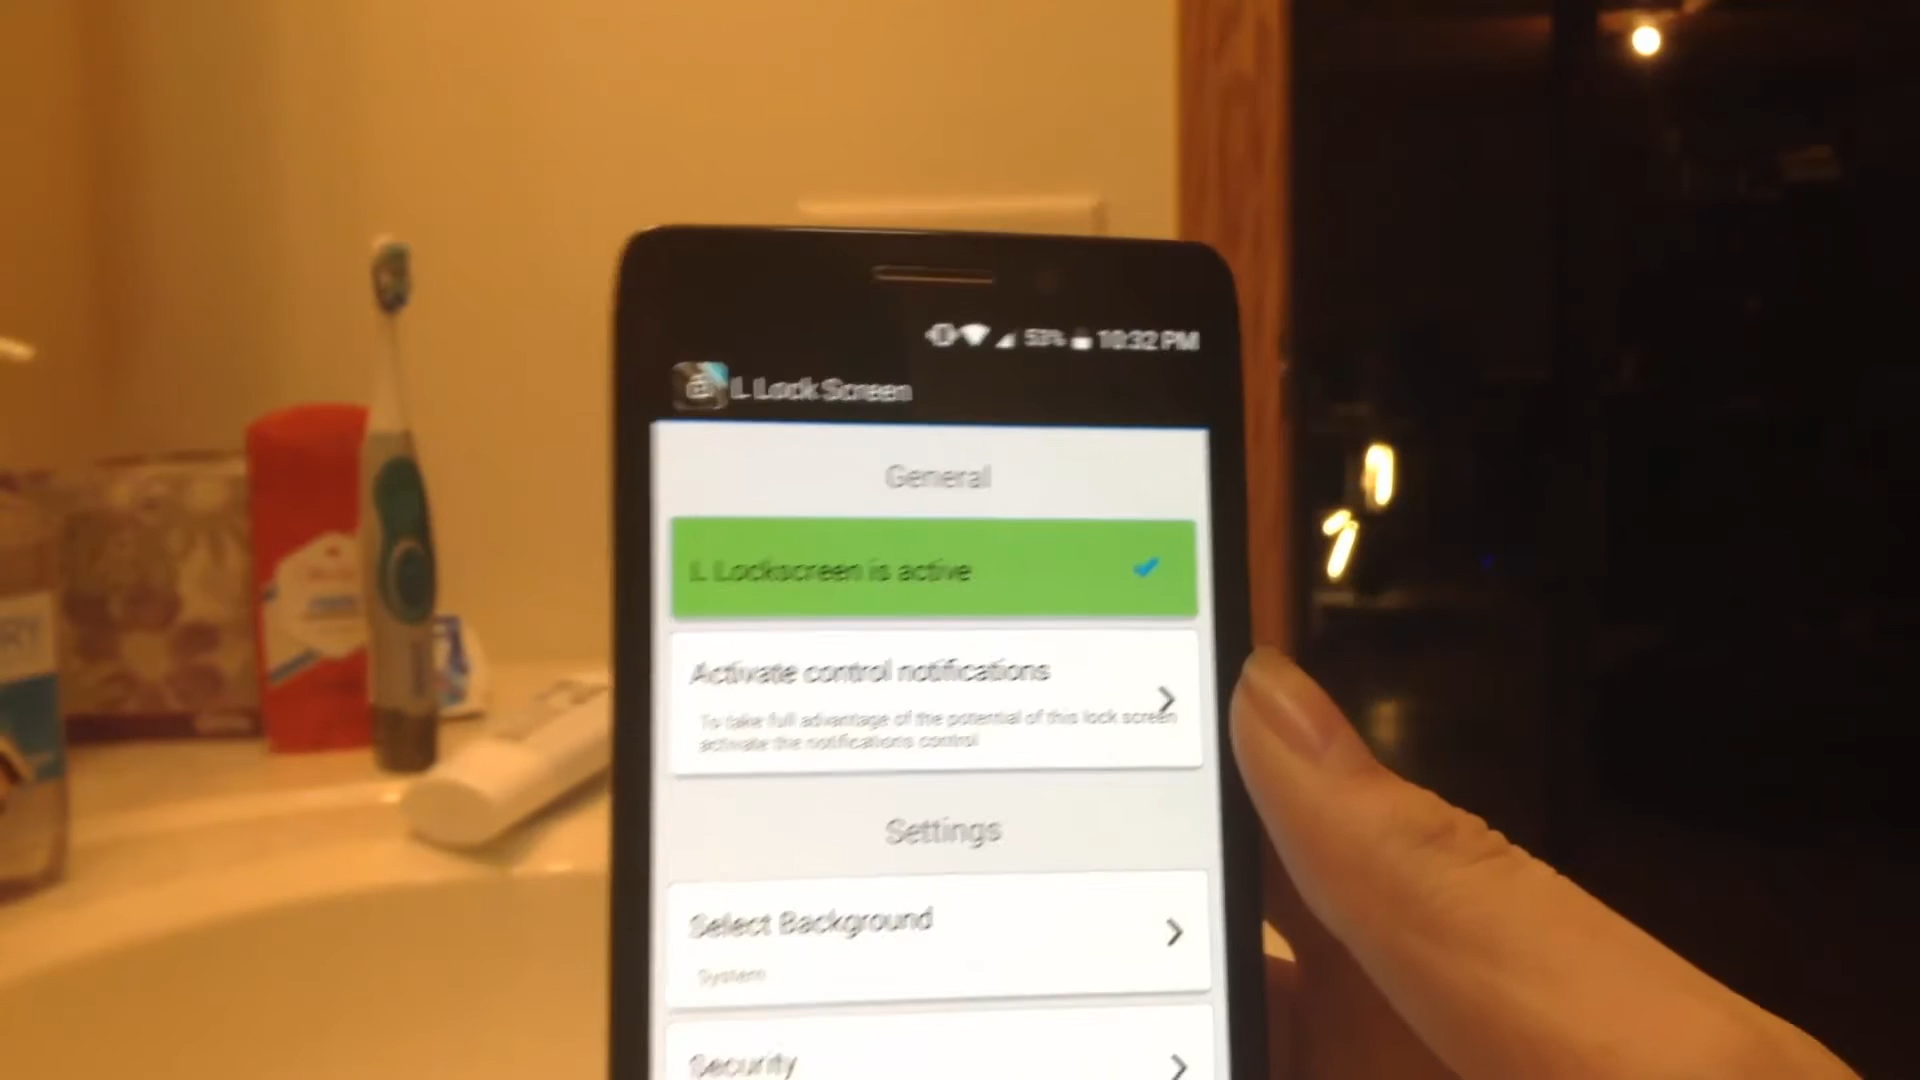 53% 10:32 PM
L Lock Screen
General
L Lockscreen is active
Activate control notifications
To take full advantage of the potential of this lock screen
activate the notifications control
Settings
Select Background
System
Security
RY